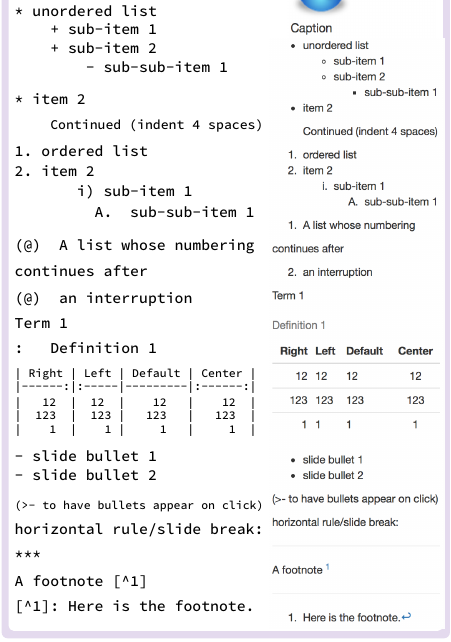 * unordered list
+ sub-item 1
+ sub-item 2
- sub-sub-item 1
* item 2
Continued (indent 4 spaces)
1. ordered list
2. item 2
i) sub-item 1
A. sub-sub-item 1
(@) A list whose numbering
continues after
(@) an interruption
Term 1
: Definition 1
| Right | Left | Default | Center |
|------:|:-----|---------|:------:|
| 12 | 12 | 12 | 12 |
| 123 | 123 | 123 | 123 |
| 1 | 1 | 1 | 1 |
- slide bullet 1
- slide bullet 2
(>- to have bullets appear on click)
horizontal rule/slide break:
***
A footnote [^1]
[^1]: Here is the footnote.
Caption
• unordered list
◦ sub-item 1
◦ sub-item 2
▪ sub-sub-item 1
• item 2
Continued (indent 4 spaces)
1. ordered list
2. item 2
i. sub-item 1
A. sub-sub-item 1
1. A list whose numbering
continues after
2. an interruption
Term 1
Definition 1
Right Left Default Center
12 12 12 12
123 123 123 123
1 1 1 1
• slide bullet 1
• slide bullet 2
(>- to have bullets appear on click)
horizontal rule/slide break:
A footnote 1
1. Here is the footnote.↩